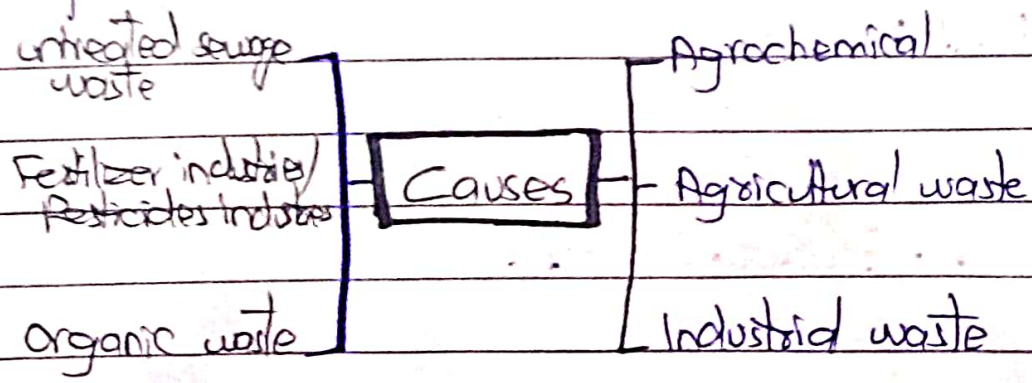 untreated sewage
waste
Fertilizer industries/
Pesticides industries
organic waste
Causes
Agrochemical
Agricultural waste
Industrial waste